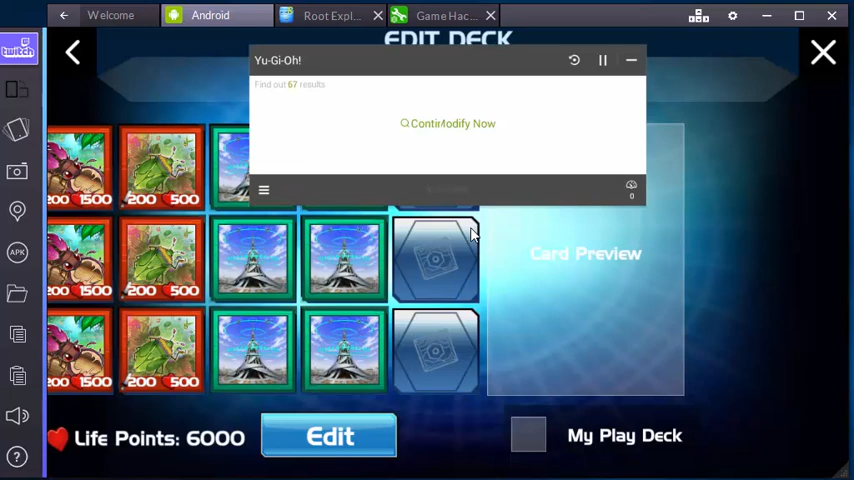 Welcome
Android
Root Expl...
Game Hac...
twitch
APK
EDIT DECK
Yu-Gi-Oh!
Find out 67 results
Modify Now
0
200 1500
200 500
200 1500
200 500
200 1500
200 500
Card Preview
Life Points: 6000
Edit
My Play Deck